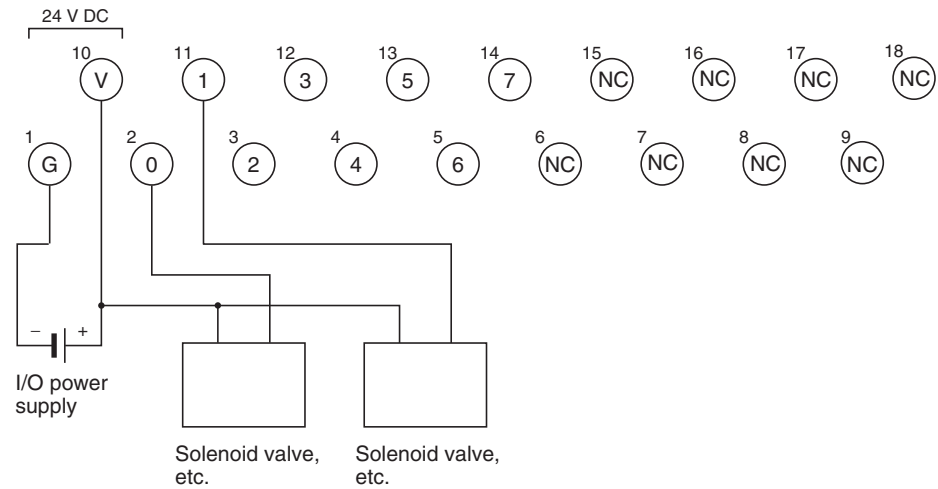 24 V DC
10 11 12 13 14 15 16 17 18
V 1 3 5 7 NC NC NC NC
1 2 3 4 5 6 7 8 9
G 0 2 4 6 NC NC NC NC
− +
I/O power
supply
Solenoid valve,
etc.
Solenoid valve,
etc.